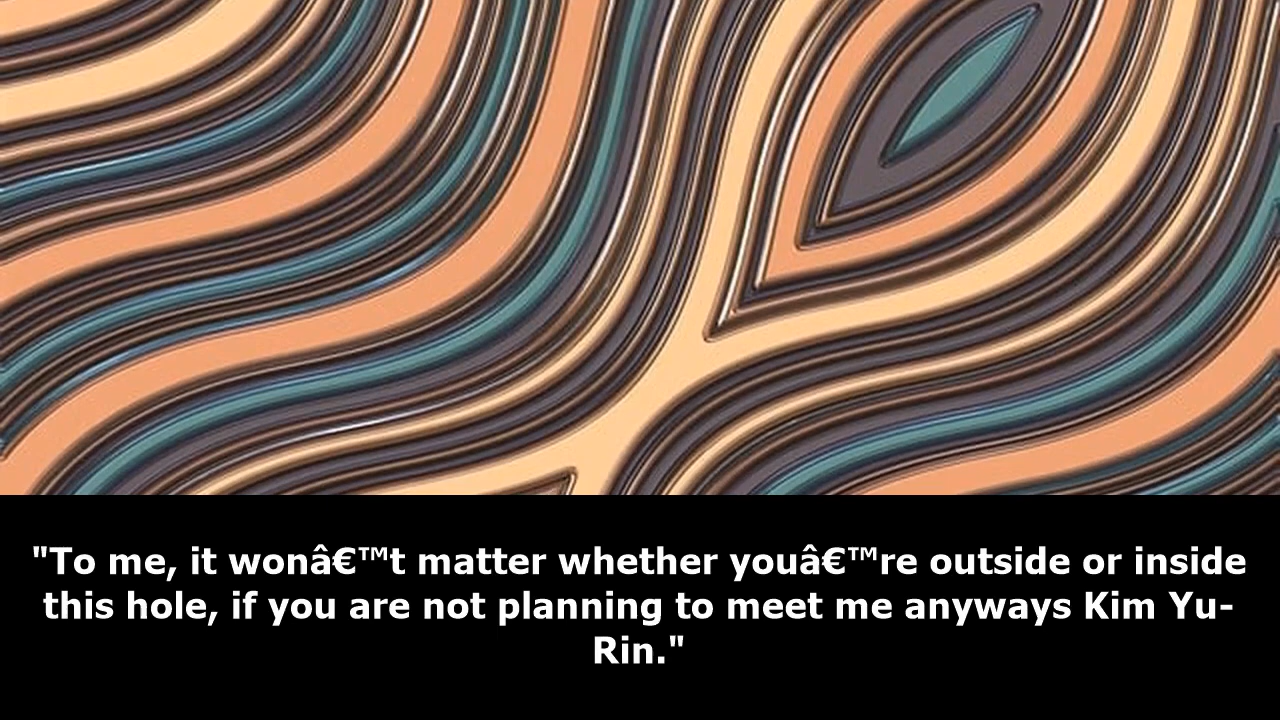 "To me, it wonâ€™t matter whether youâ€™re outside or inside
this hole, if you are not planning to meet me anyways Kim Yu-
Rin."